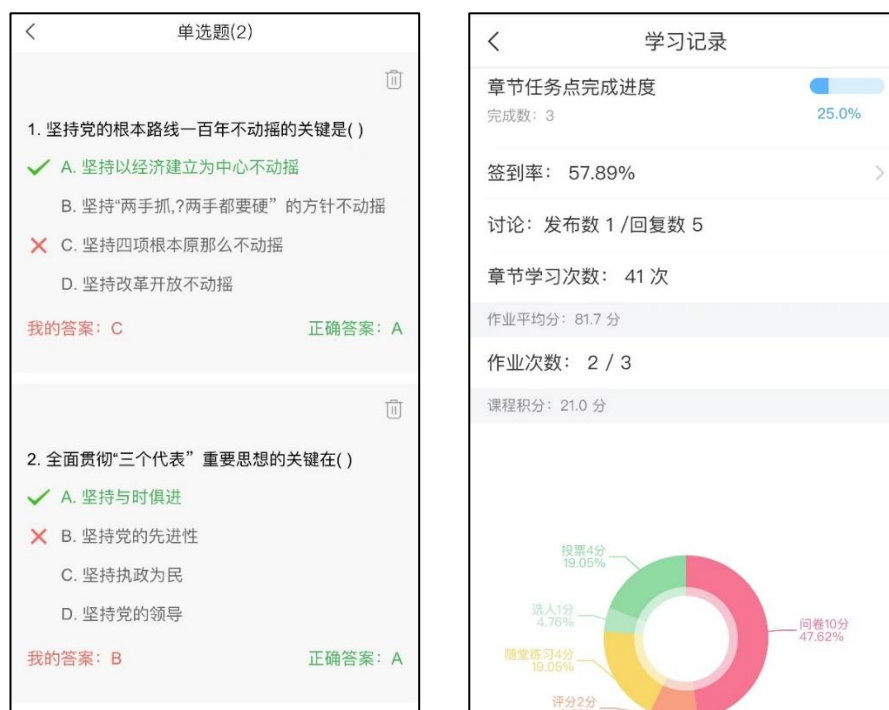 单选题(2)
1. 坚持党的根本路线一百年不动摇的关键是( )
A. 坚持以经济建立为中心不动摇
B. 坚持“两手抓,?两手都要硬”的方针不动摇
C. 坚持四项根本原那么不动摇
D. 坚持改革开放不动摇
我的答案：C
正确答案：A
2. 全面贯彻“三个代表”重要思想的关键在( )
A. 坚持与时俱进
B. 坚持党的先进性
C. 坚持执政为民
D. 坚持党的领导
我的答案：B
正确答案：A
学习记录
章节任务点完成进度
完成数：3
25.0%
签到率： 57.89%
讨论：发布数 1 /回复数 5
章节学习次数： 41 次
作业平均分：81.7 分
作业次数： 2 / 3
课程积分：21.0 分
投票4分
19.05%
选人1分
4.76%
随堂练习4分
19.05%
评分2分
问卷10分
47.62%